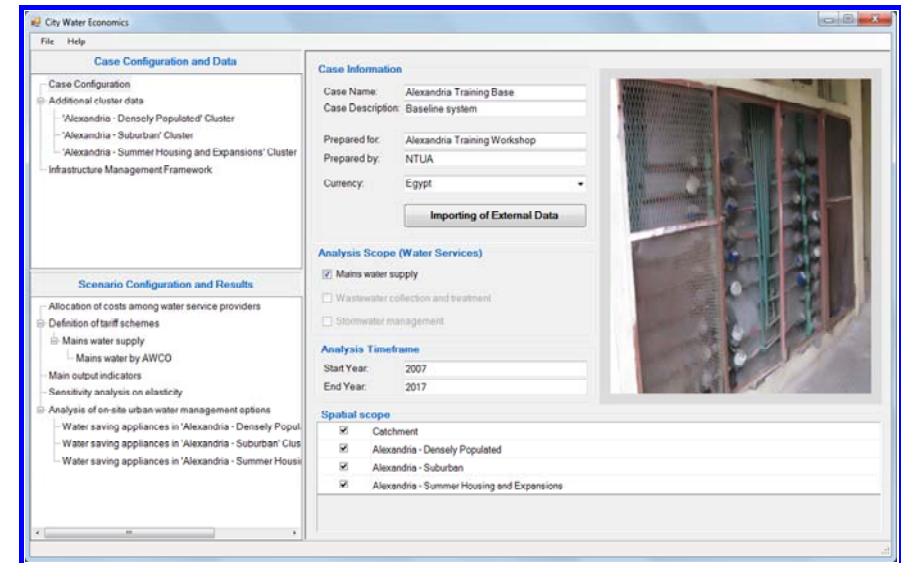 City Water Economics
File Help
Case Configuration and Data
Case Configuration
Additional cluster data
'Alexandria - Densely Populated' Cluster
'Alexandria - Suburban' Cluster
'Alexandria - Summer Housing and Expansions' Cluster
Infrastructure Management Framework
Scenario Configuration and Results
Allocation of costs among water service providers
Definition of tariff schemes
Mains water supply
Mains water by AWCO
Main output indicators
Sensitivity analysis on elasticity
Analysis of on-site urban water management options
Water saving appliances in 'Alexandria - Densely Popul
Water saving appliances in 'Alexandria - Suburban' Clus
Water saving appliances in 'Alexandria - Summer Housi
Case Information
Case Name: Alexandria Training Base
Case Description: Baseline system
Prepared for: Alexandria Training Workshop
Prepared by: NTUA
Currency: Egypt
Importing of External Data
Analysis Scope (Water Services)
Mains water supply
Wastewater collection and treatment
Stormwater management
Analysis Timeframe
Start Year: 2007
End Year: 2017
Spatial scope
Catchment
Alexandria - Densely Populated
Alexandria - Suburban
Alexandria - Summer Housing and Expansions